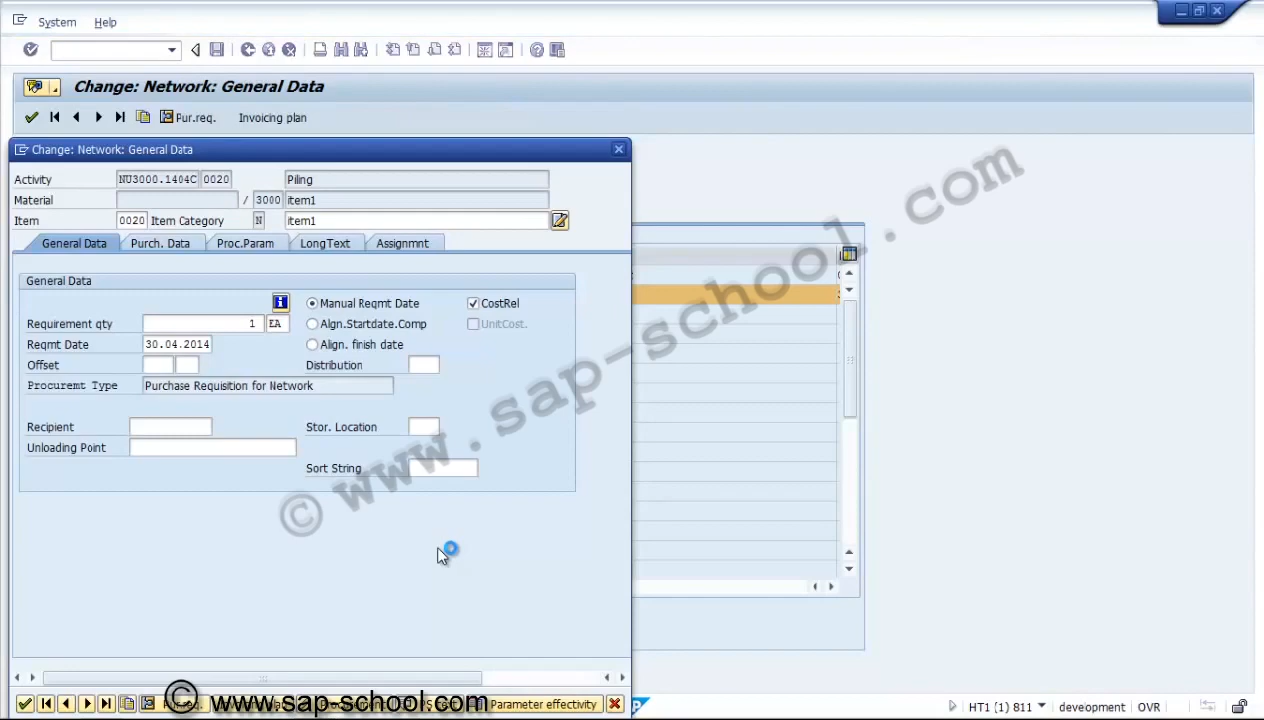 System Help
Change: Network: General Data
Pur.req. Invoicing plan
Change: Network: General Data
Activity NU3000.1404C 0020 Piling
Material / 3000 item1
Item 0020 Item Category N item1
General Data Purch. Data Proc.Param LongText Assignmnt
General Data
Manual Reqmt Date CostRel
Requirement qty 1 EA Algn.Startdate.Comp UnitCost.
Reqmt Date 30.04.2014 Align. finish date
Offset Distribution
Procuremt Type Purchase Requisition for Network
Recipient Stor. Location
Unloading Point
Sort String
© www.sap-school.com
Parameter effectivity
© www.sap-school.com
HT1 (1) 811 development OVR